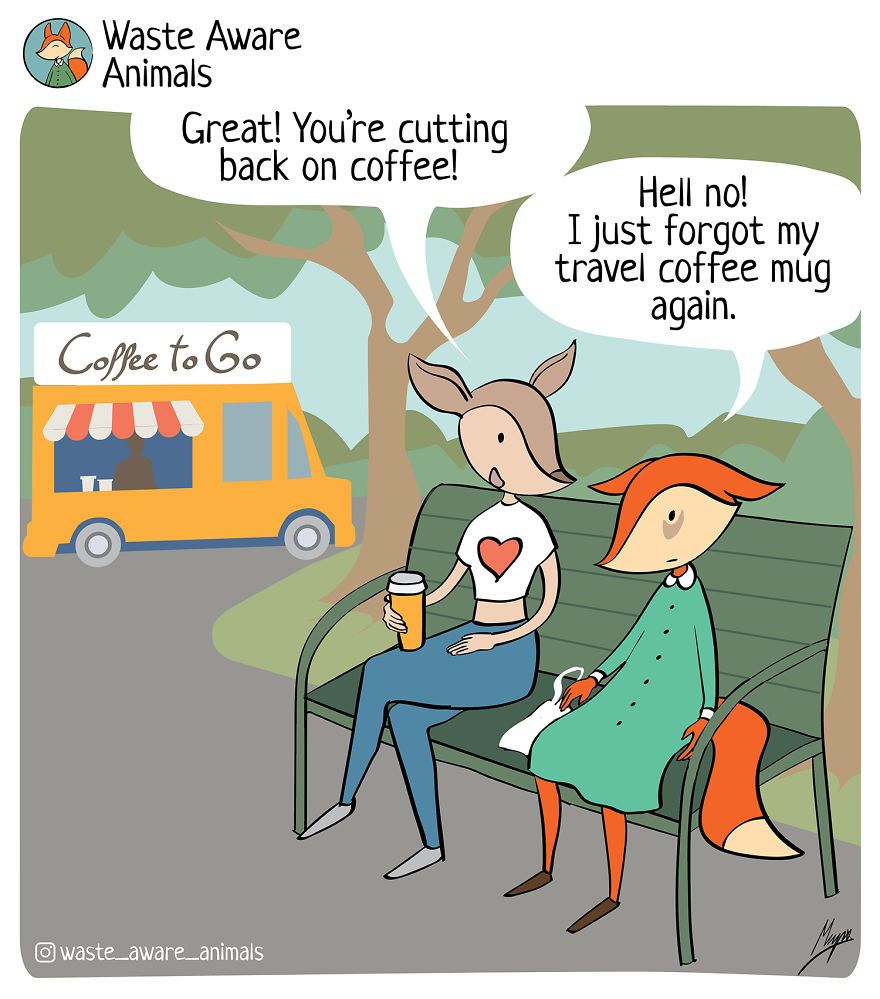 Waste Aware
Animals
Great! You're cutting
back on coffee!
Hell no!
I just forgot my
travel coffee mug
again.
Coffee to Go
waste_aware_animals